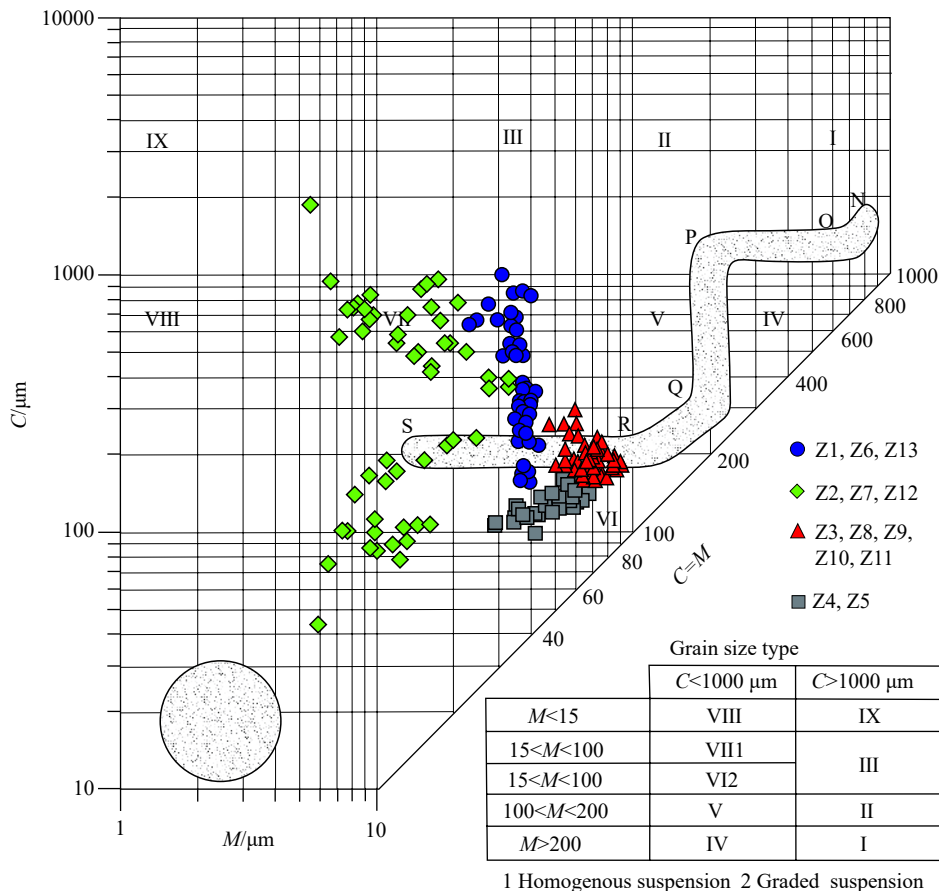 10000
IX
III
II
I
N
O
P
1000
1000
C/μm
VIII
VII
V
IV
800
600
400
Q
S
R
200
Z1, Z6, Z13
Z2, Z7, Z12
Z3, Z8, Z9,
Z10, Z11
Z4, Z5
100
VI
100
80
C=M
60
40
10
1
M/μm
10
Grain size type
C<1000 μm C>1000 μm
M<15 VIII IX
15<M<100 VII1 III
15<M<100 VI2
100<M<200 V II
M>200 IV I
1 Homogenous suspension 2 Graded suspension